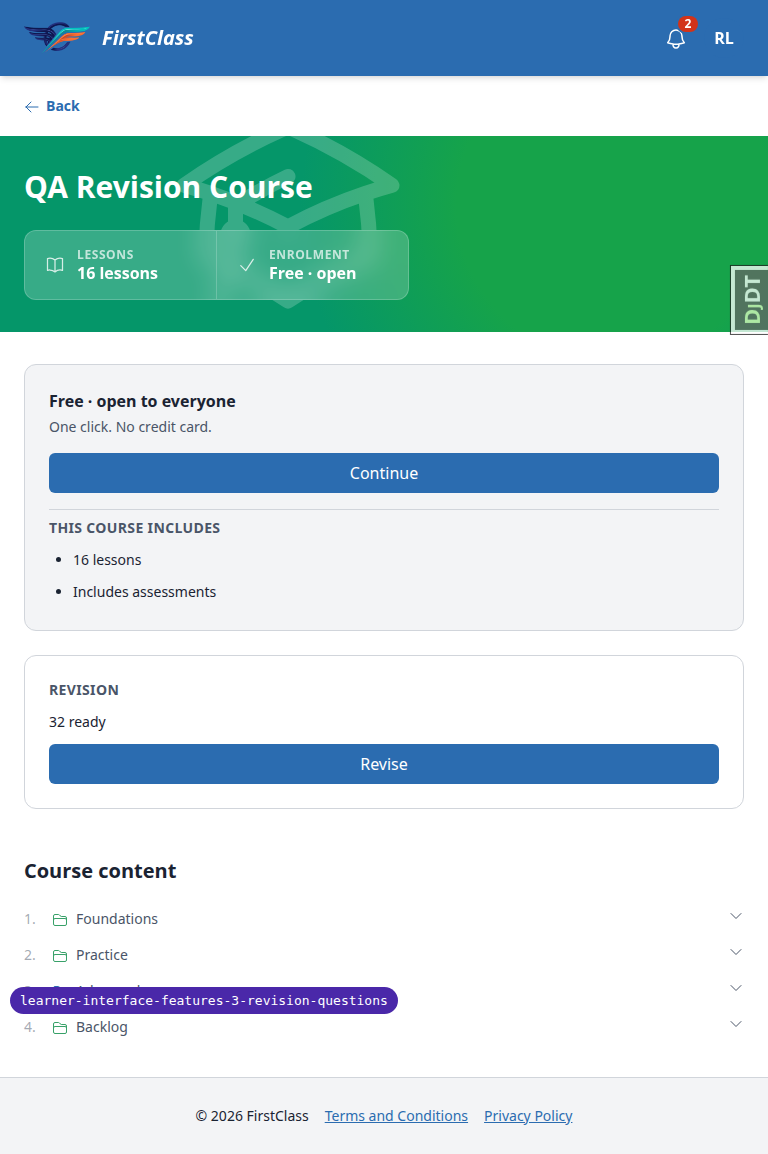 FirstClass
2
RL
Back
QA Revision Course
LESSONS
16 lessons
ENROLMENT
Free · open
DjDT
Free · open to everyone
One click. No credit card.
Continue
THIS COURSE INCLUDES
16 lessons
Includes assessments
REVISION
32 ready
Revise
Course content
1. Foundations
2. Practice
learner-interface-features-3-revision-questions
4. Backlog
© 2026 FirstClass Terms and Conditions Privacy Policy